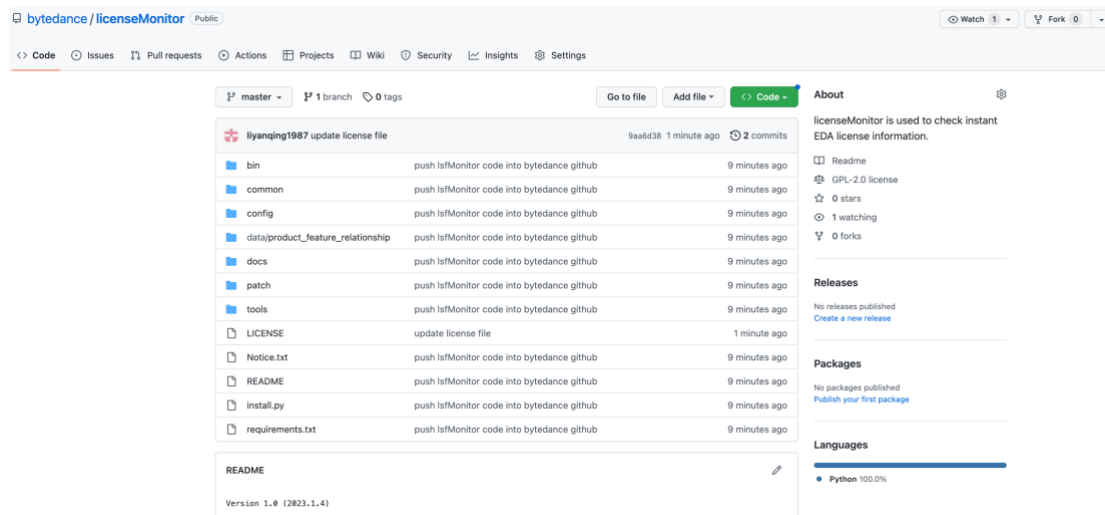 bytedance / licenseMonitor Public
Watch 1 Fork 0
<> Code Issues Pull requests Actions Projects Wiki Security Insights Settings
master 1 branch 0 tags Go to file Add file <> Code
liyanqing1987 update license file 9aa6d38 1 minute ago 2 commits
bin push lsfMonitor code into bytedance github 9 minutes ago
common push lsfMonitor code into bytedance github 9 minutes ago
config push lsfMonitor code into bytedance github 9 minutes ago
data/product_feature_relationship push lsfMonitor code into bytedance github 9 minutes ago
docs push lsfMonitor code into bytedance github 9 minutes ago
patch push lsfMonitor code into bytedance github 9 minutes ago
tools push lsfMonitor code into bytedance github 9 minutes ago
LICENSE update license file 1 minute ago
Notice.txt push lsfMonitor code into bytedance github 9 minutes ago
README push lsfMonitor code into bytedance github 9 minutes ago
install.py push lsfMonitor code into bytedance github 9 minutes ago
requirements.txt push lsfMonitor code into bytedance github 9 minutes ago
README
Version 1.0 (2023.1.4)
About
licenseMonitor is used to check instant
EDA license information.
Readme
GPL-2.0 license
0 stars
1 watching
0 forks
Releases
No releases published
Create a new release
Packages
No packages published
Publish your first package
Languages
Python 100.0%